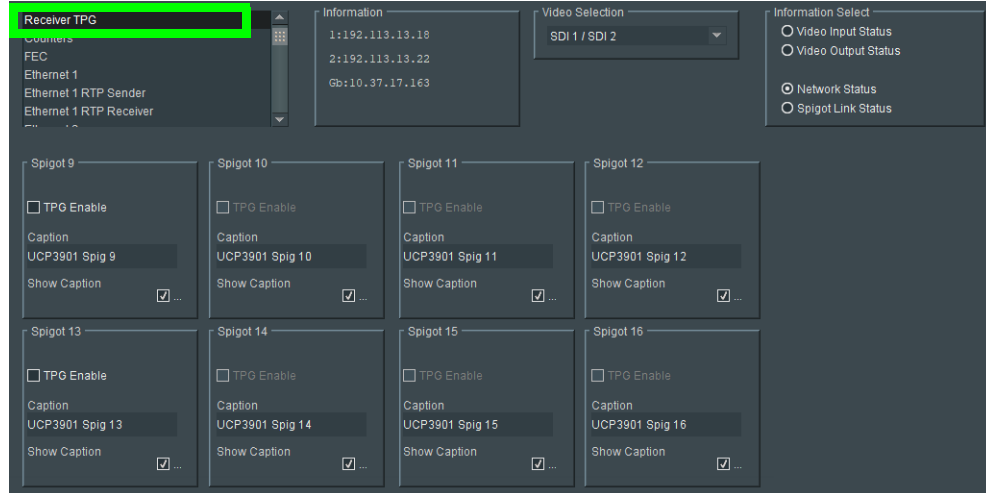 Receiver TPG
Counters
FEC
Ethernet 1
Ethernet 1 RTP Sender
Ethernet 1 RTP Receiver
Information
1:192.113.13.18
2:192.113.13.22
Gb:10.37.17.163
Video Selection
SDI 1 / SDI 2
Information Select
Video Input Status
Video Output Status
Network Status
Spigot Link Status
Spigot 9
TPG Enable
Caption
UCP3901 Spig 9
Show Caption
...
Spigot 10
TPG Enable
Caption
UCP3901 Spig 10
Show Caption
...
Spigot 11
TPG Enable
Caption
UCP3901 Spig 11
Show Caption
...
Spigot 12
TPG Enable
Caption
UCP3901 Spig 12
Show Caption
...
Spigot 13
TPG Enable
Caption
UCP3901 Spig 13
Show Caption
...
Spigot 14
TPG Enable
Caption
UCP3901 Spig 14
Show Caption
...
Spigot 15
TPG Enable
Caption
UCP3901 Spig 15
Show Caption
...
Spigot 16
TPG Enable
Caption
UCP3901 Spig 16
Show Caption
...